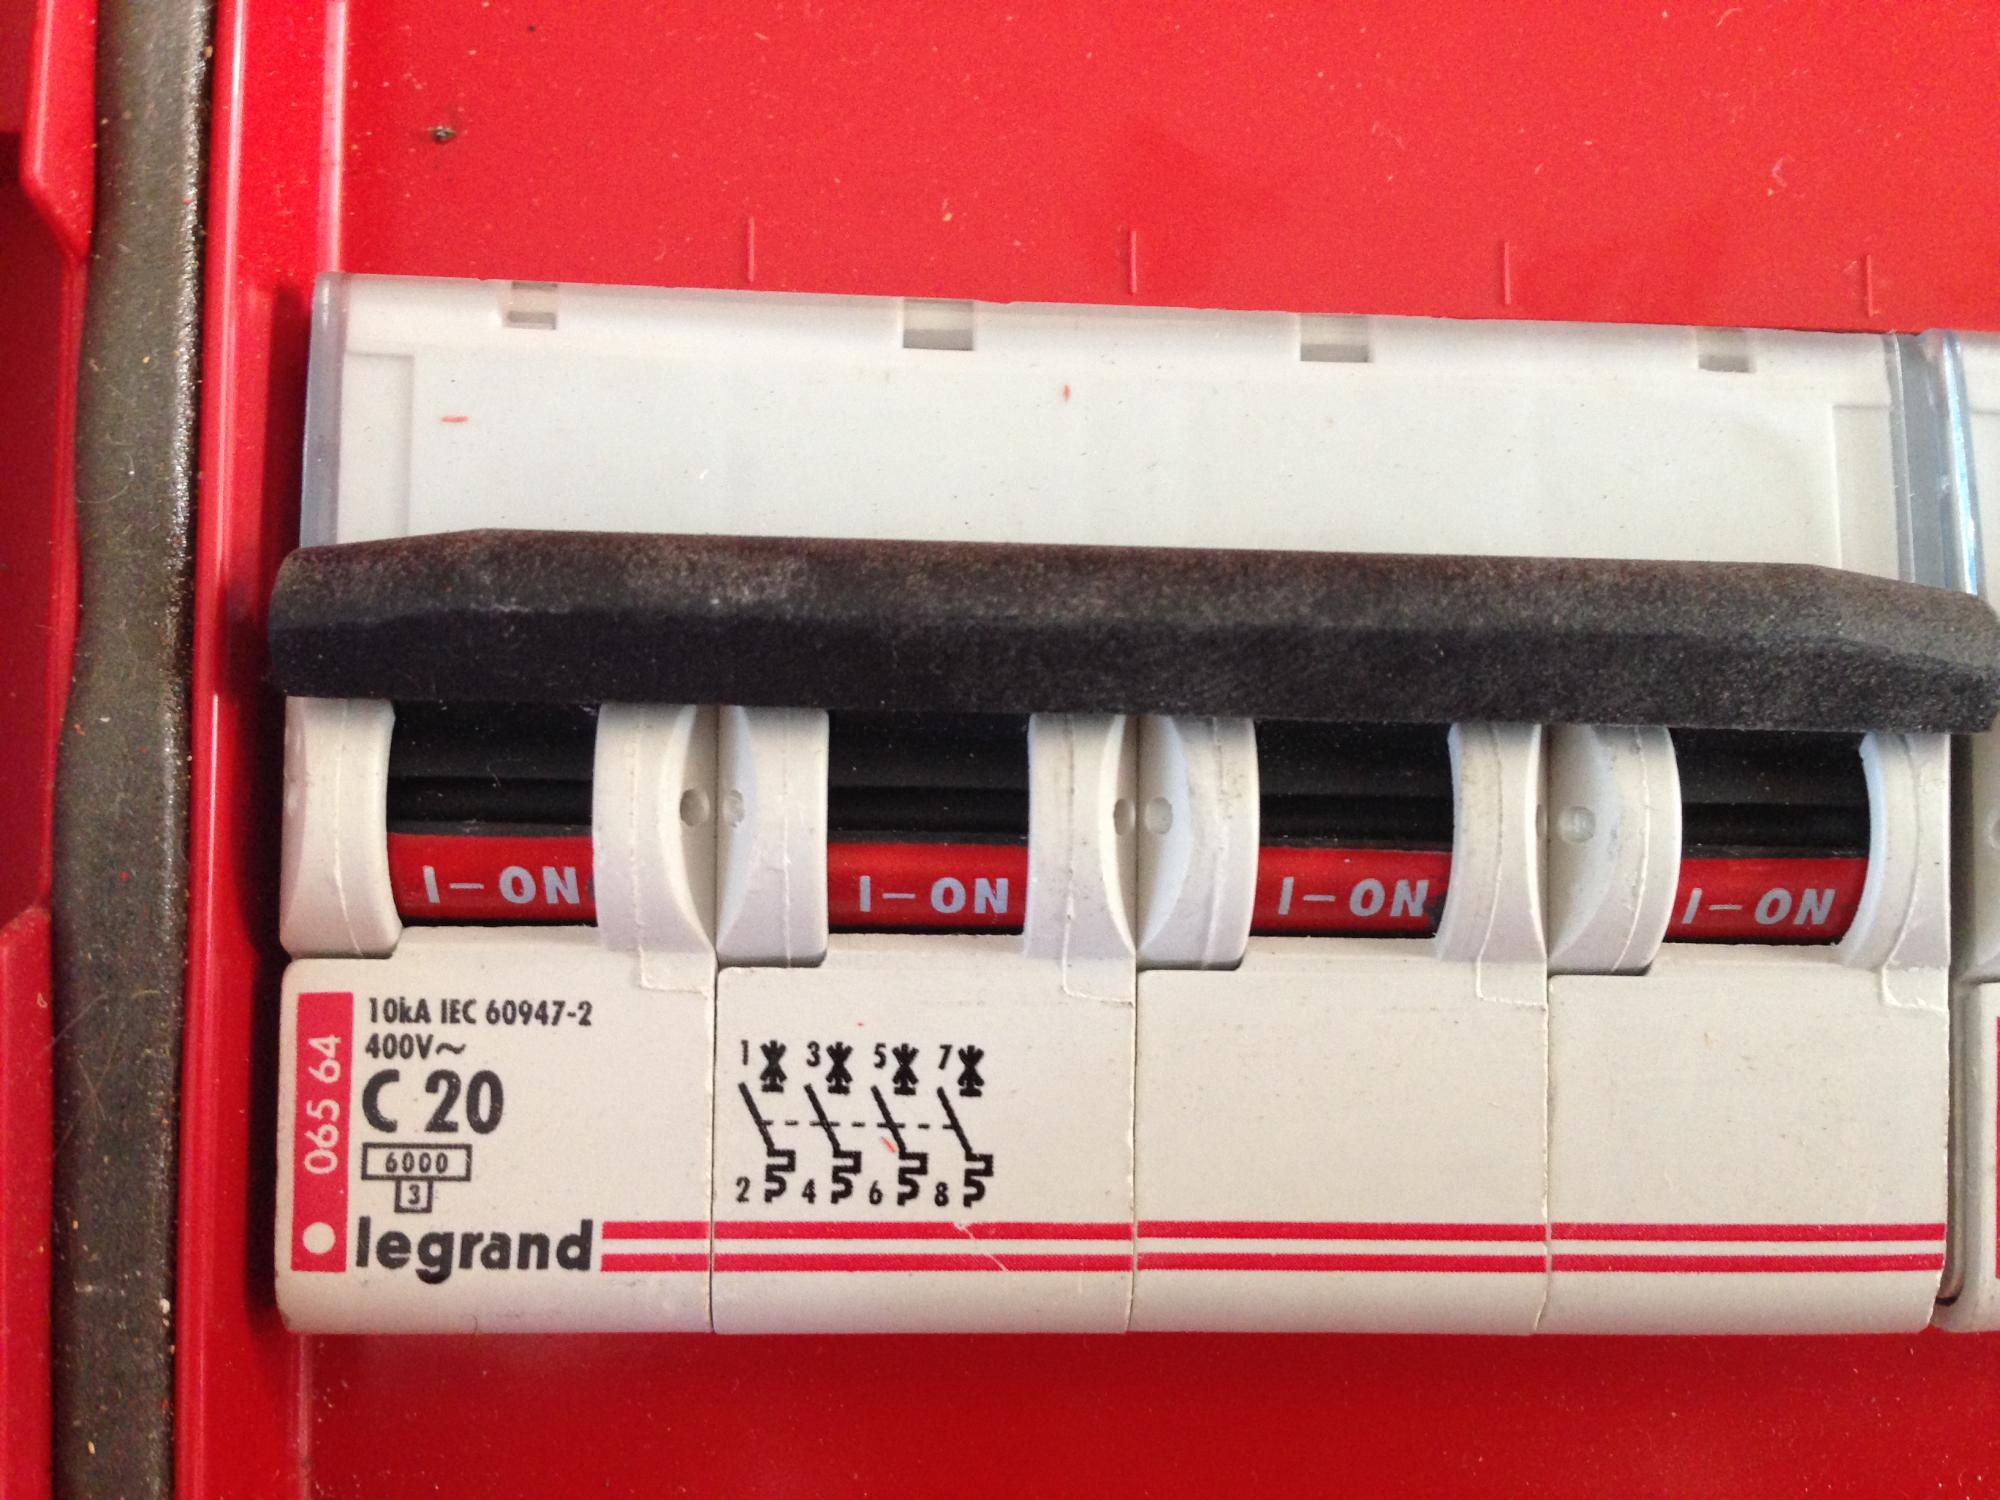 I-ON I-ON I-ON I-ON
065 64
10kA IEC 60947-2
400V~
C 20
6000
3
legrand
1 3 5 7
2 4 6 8